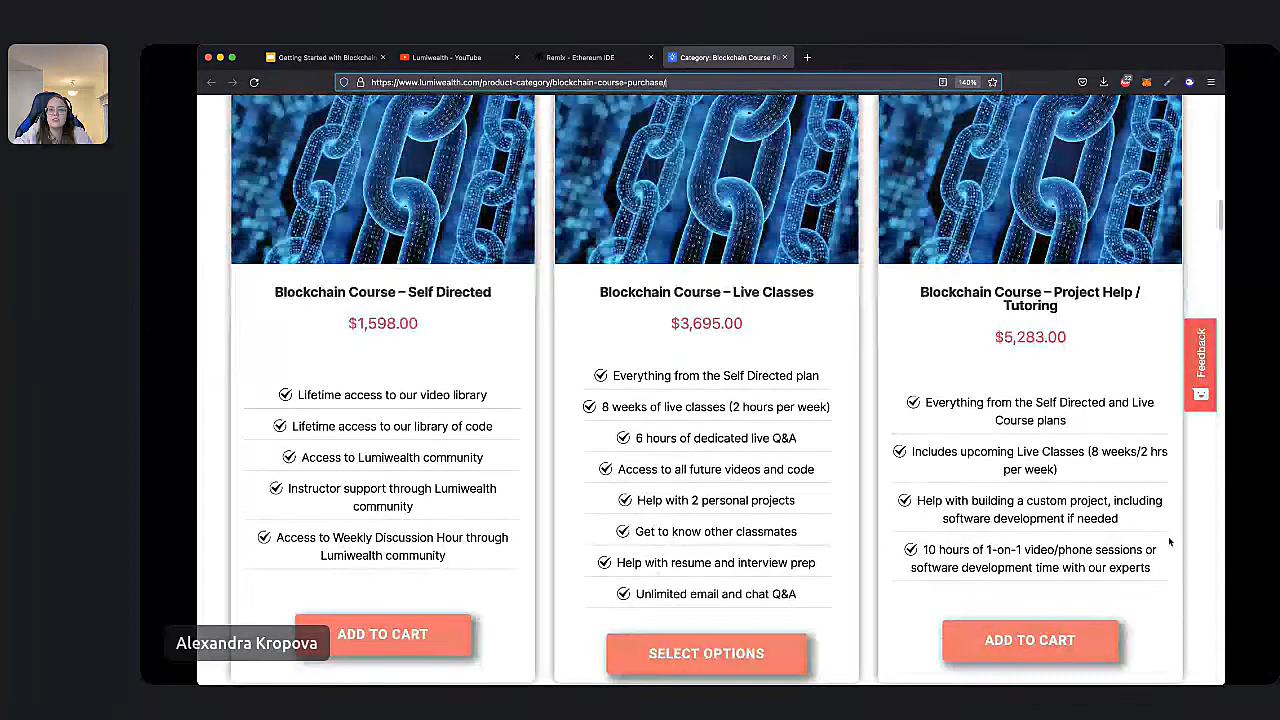 Getting Started with Blockchain
Lumiwealth - YouTube
Remix - Ethereum IDE
Category: Blockchain Course Pu
https://www.lumiwealth.com/product-category/blockchain-course-purchase/
140%
22
Blockchain Course – Self Directed
$1,598.00
Lifetime access to our video library
Lifetime access to our library of code
Access to Lumiwealth community
Instructor support through Lumiwealth
community
Access to Weekly Discussion Hour through
Lumiwealth community
ADD TO CART
Blockchain Course – Live Classes
$3,695.00
Everything from the Self Directed plan
8 weeks of live classes (2 hours per week)
6 hours of dedicated live Q&A
Access to all future videos and code
Help with 2 personal projects
Get to know other classmates
Help with resume and interview prep
Unlimited email and chat Q&A
SELECT OPTIONS
Blockchain Course – Project Help /
Tutoring
$5,283.00
Everything from the Self Directed and Live
Course plans
Includes upcoming Live Classes (8 weeks/2 hrs
per week)
Help with building a custom project, including
software development if needed
10 hours of 1-on-1 video/phone sessions or
software development time with our experts
ADD TO CART
Feedback
Alexandra Kropova